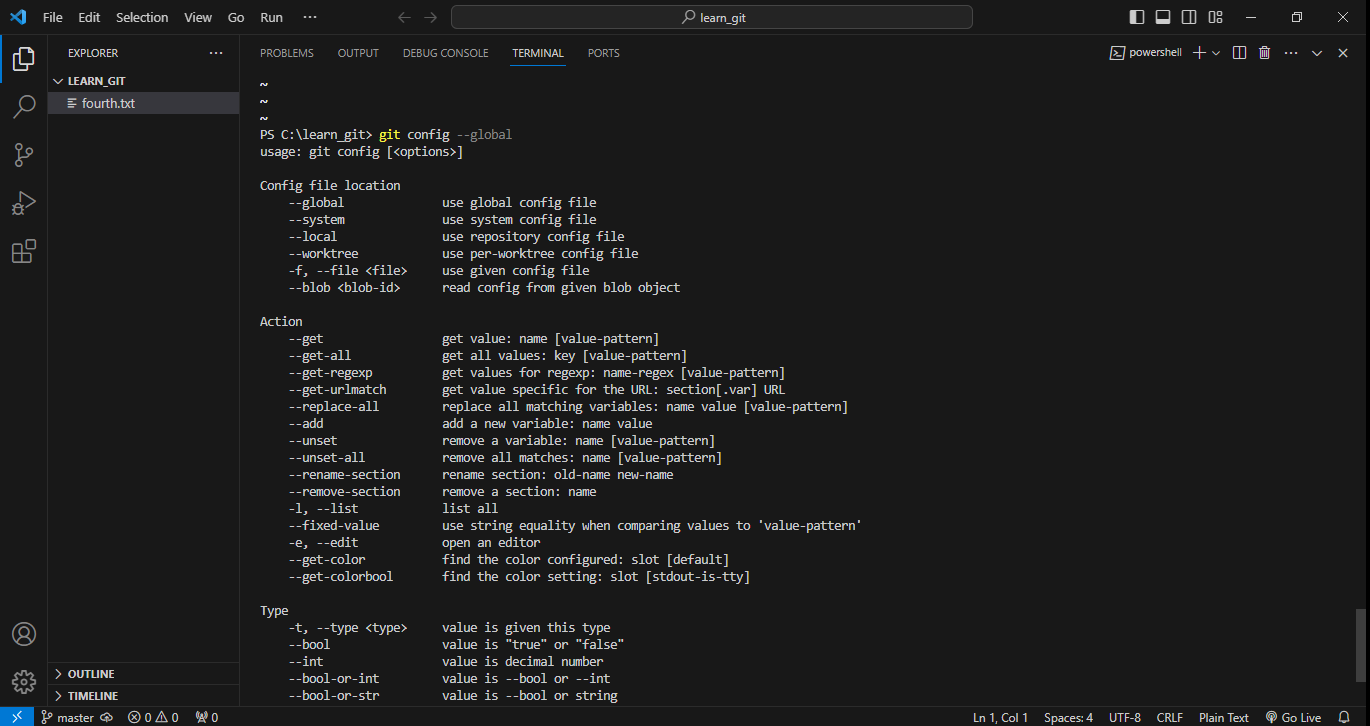 File Edit Selection View Go Run ···
learn_git
EXPLORER ···
LEARN_GIT
fourth.txt
OUTLINE
TIMELINE
PROBLEMS OUTPUT DEBUG CONSOLE TERMINAL PORTS
powershell
~
~
~
PS C:\learn_git> git config --global
usage: git config [<options>]
Config file location
--global use global config file
--system use system config file
--local use repository config file
--worktree use per-worktree config file
-f, --file <file> use given config file
--blob <blob-id> read config from given blob object
Action
--get get value: name [value-pattern]
--get-all get all values: key [value-pattern]
--get-regexp get values for regexp: name-regex [value-pattern]
--get-urlmatch get value specific for the URL: section[.var] URL
--replace-all replace all matching variables: name value [value-pattern]
--add add a new variable: name value
--unset remove a variable: name [value-pattern]
--unset-all remove all matches: name [value-pattern]
--rename-section rename section: old-name new-name
--remove-section remove a section: name
-l, --list list all
--fixed-value use string equality when comparing values to 'value-pattern'
-e, --edit open an editor
--get-color find the color configured: slot [default]
--get-colorbool find the color setting: slot [stdout-is-tty]
Type
-t, --type <type> value is given this type
--bool value is "true" or "false"
--int value is decimal number
--bool-or-int value is --bool or --int
--bool-or-str value is --bool or string
master 0 0 0
Ln 1, Col 1 Spaces: 4 UTF-8 CRLF Plain Text Go Live